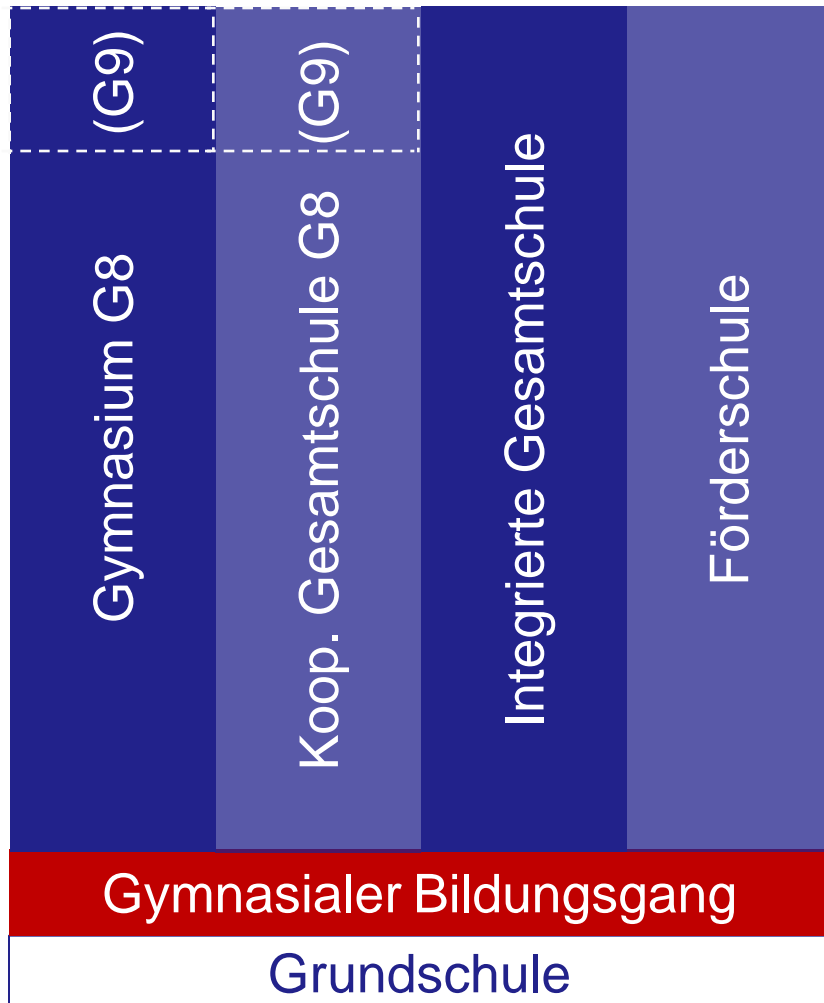 (G9)
Gymnasium G8
(G9)
Koop. Gesamtschule G8
Integrierte Gesamtschule
Förderschule
Gymnasialer Bildungsgang
Grundschule